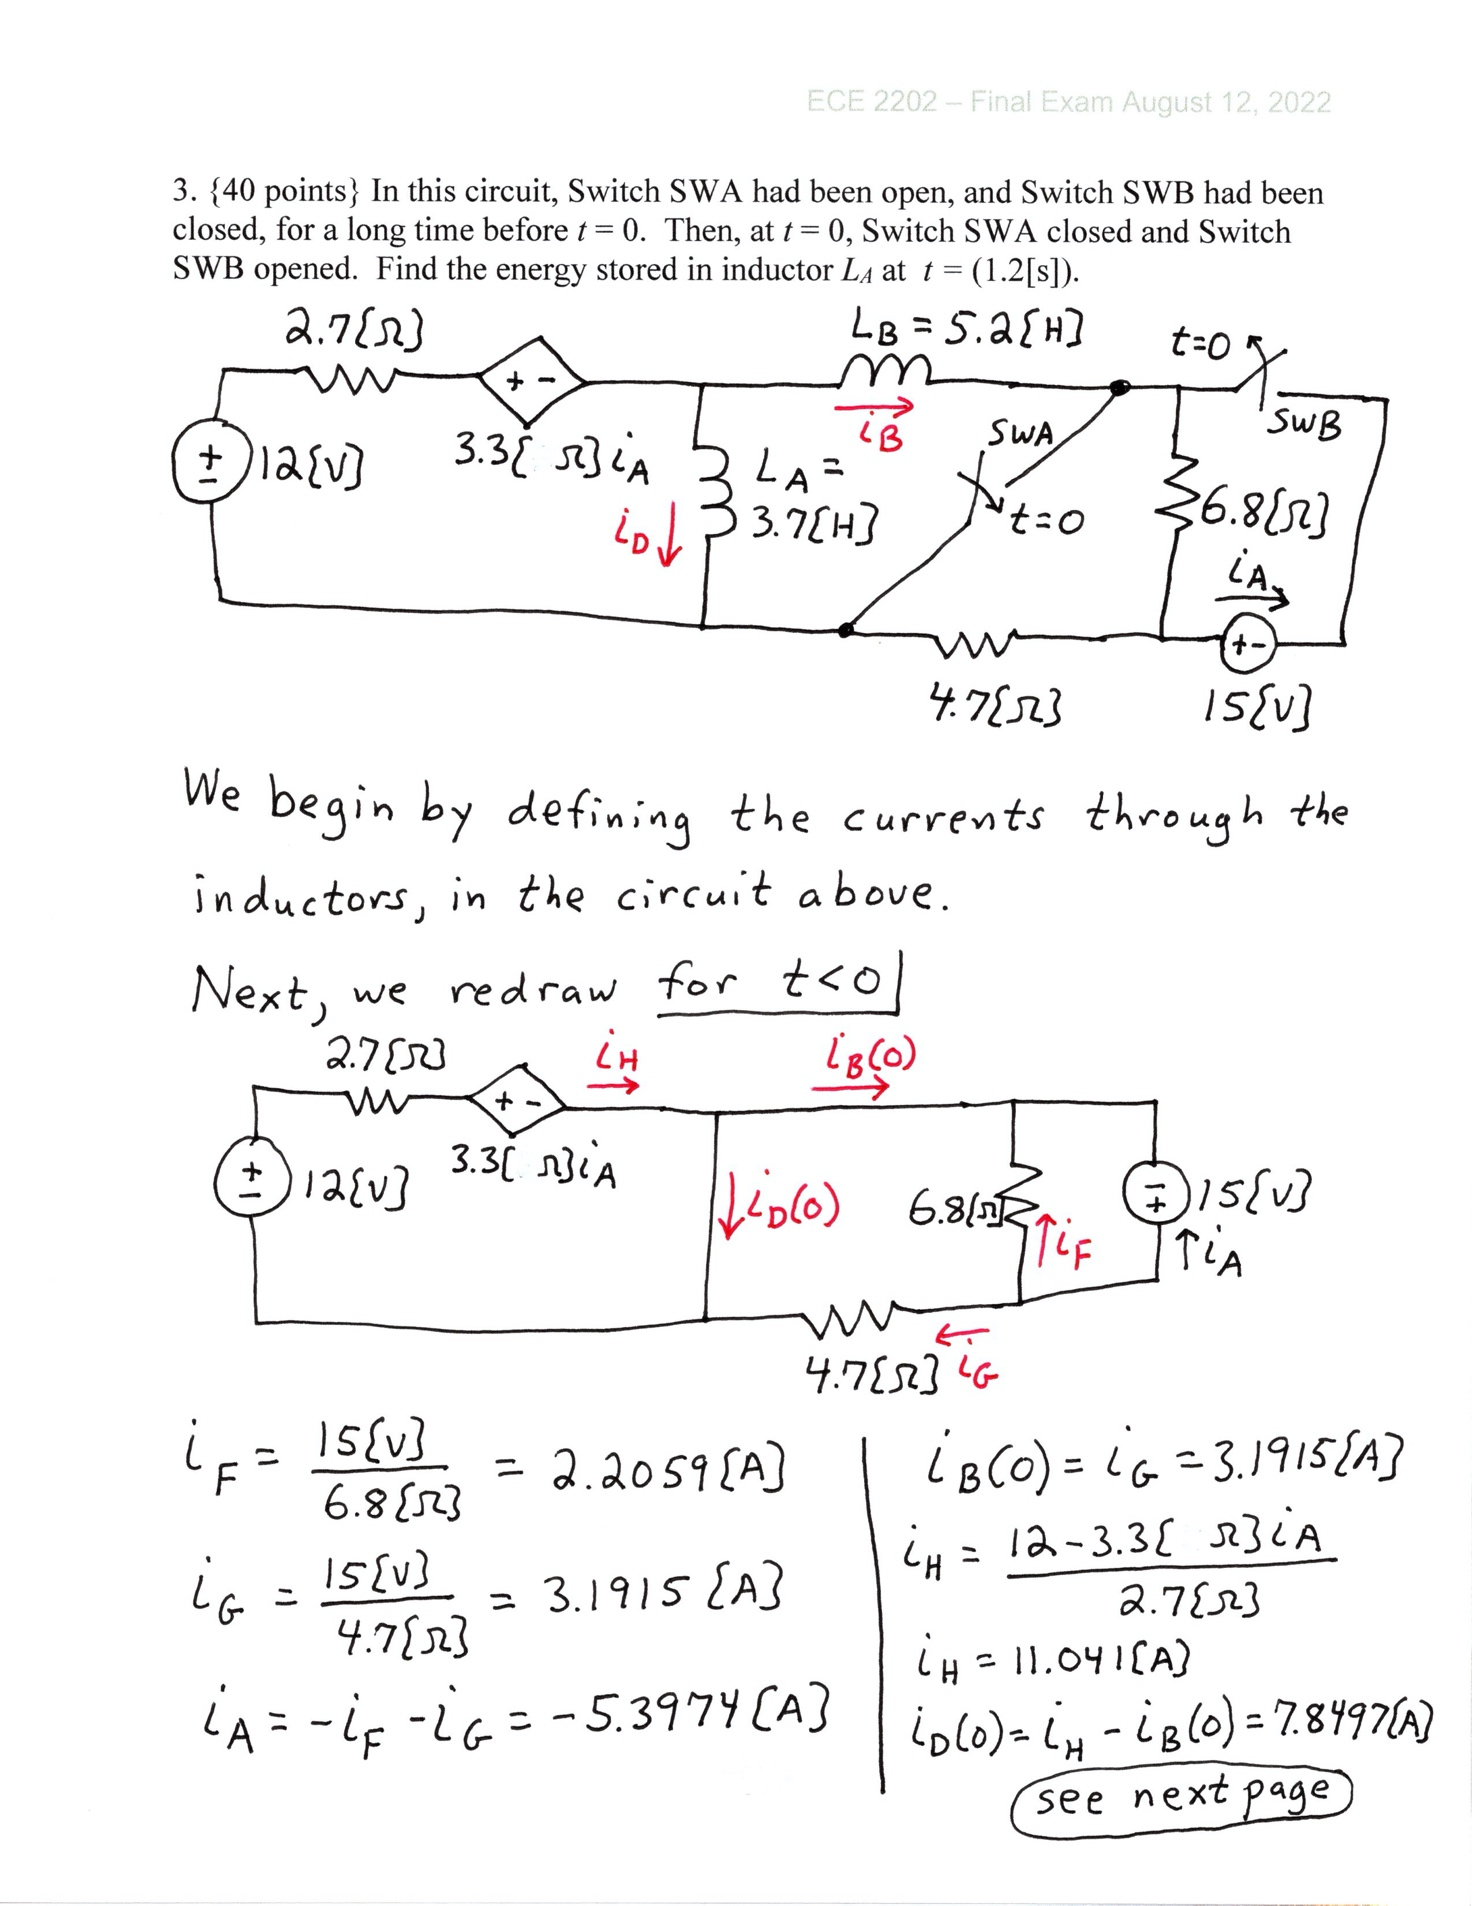 ECE 2202 – Final Exam August 12, 2022
3. {40 points} In this circuit, Switch SWA had been open, and Switch SWB had been
closed, for a long time before t = 0. Then, at t = 0, Switch SWA closed and Switch
SWB opened. Find the energy stored in inductor L_A at t = (1.2[s]).
2.7[Ω]
L_B = 5.2[H]
t=0
+ -
SWB
i_B
SWA
+
-
12[V]
3.3[ Ω]i_A
L_A =
3.7[H]
i_D
t=0
6.8[Ω]
i_A
+-
4.7[Ω]
15[V]
We begin by defining the currents through the
inductors, in the circuit above.
Next, we redraw for t<0
2.7[Ω]
i_H
i_B(0)
+ -
+
-
12[V]
3.3[ Ω]i_A
i_D(0)
6.8[Ω]
i_F
-
+
15[V]
i_A
4.7[Ω]
i_G
i_F = 15[V] / 6.8[Ω] = 2.2059[A]
i_G = 15[V] / 4.7[Ω] = 3.1915[A]
i_A = -i_F - i_G = -5.3974[A]
i_B(0) = i_G = 3.1915[A]
i_H = 12-3.3[ Ω]i_A / 2.7[Ω]
i_H = 11.041[A]
i_D(0) = i_H - i_B(0) = 7.8497[A]
see next page